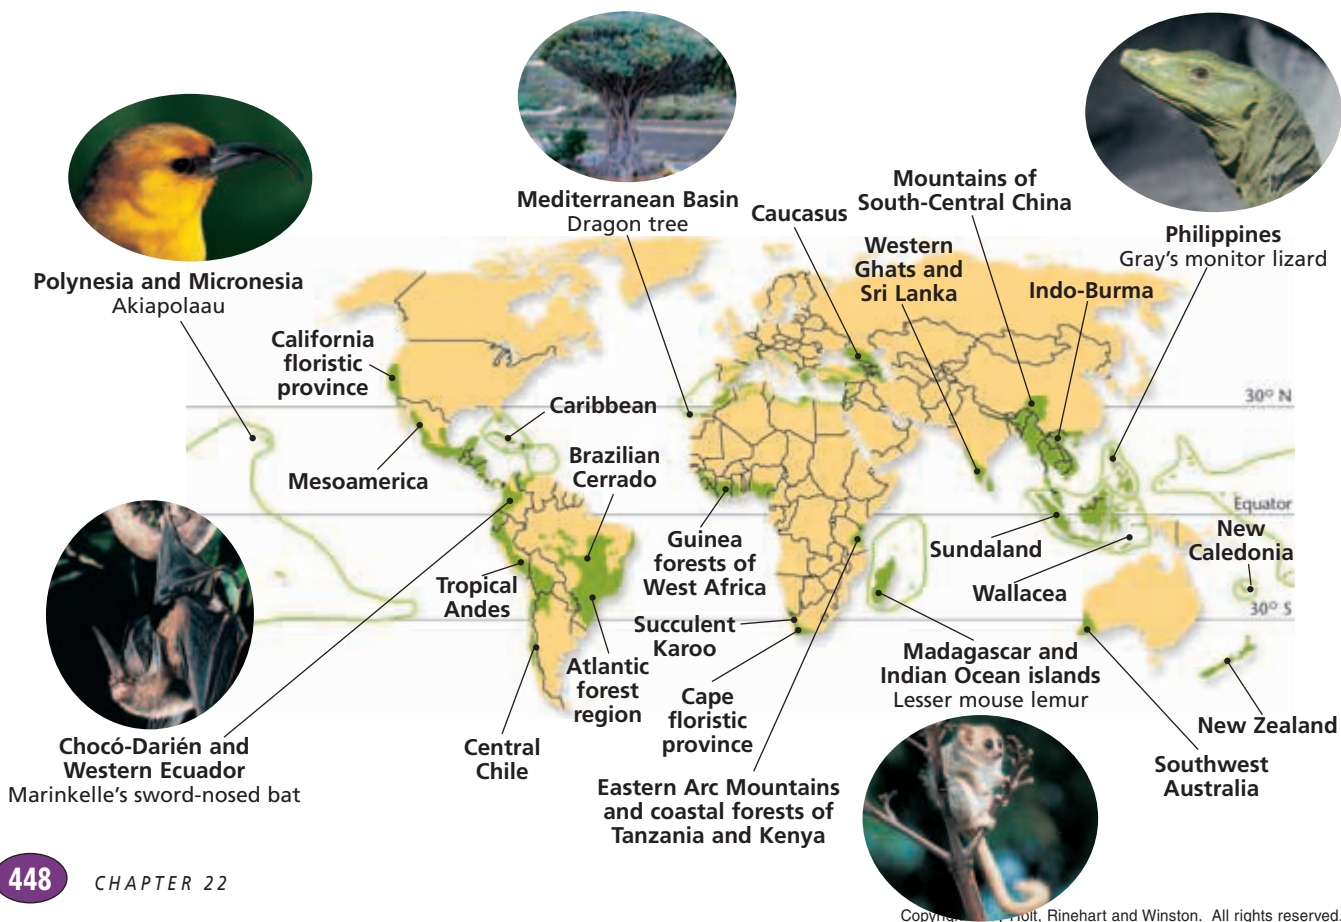 Mediterranean Basin
Dragon tree
Caucasus
Mountains of
South-Central China
Western
Ghats and
Sri Lanka
Indo-Burma
Philippines
Gray's monitor lizard
Polynesia and Micronesia
Akiapolaau
California
floristic
province
Caribbean
30º N
Mesoamerica
Brazilian
Cerrado
Equator
New
Caledonia
Guinea
forests of
West Africa
Sundaland
Wallacea
Tropical
Andes
30º S
Succulent
Karoo
Atlantic
forest
region
Cape
floristic
province
Madagascar and
Indian Ocean islands
Lesser mouse lemur
New Zealand
Chocó-Darién and
Western Ecuador
Marinkelle's sword-nosed bat
Central
Chile
Southwest
Australia
Eastern Arc Mountains
and coastal forests of
Tanzania and Kenya
448 CHAPTER 22
Holt, Rinehart and Winston. All rights reserved.